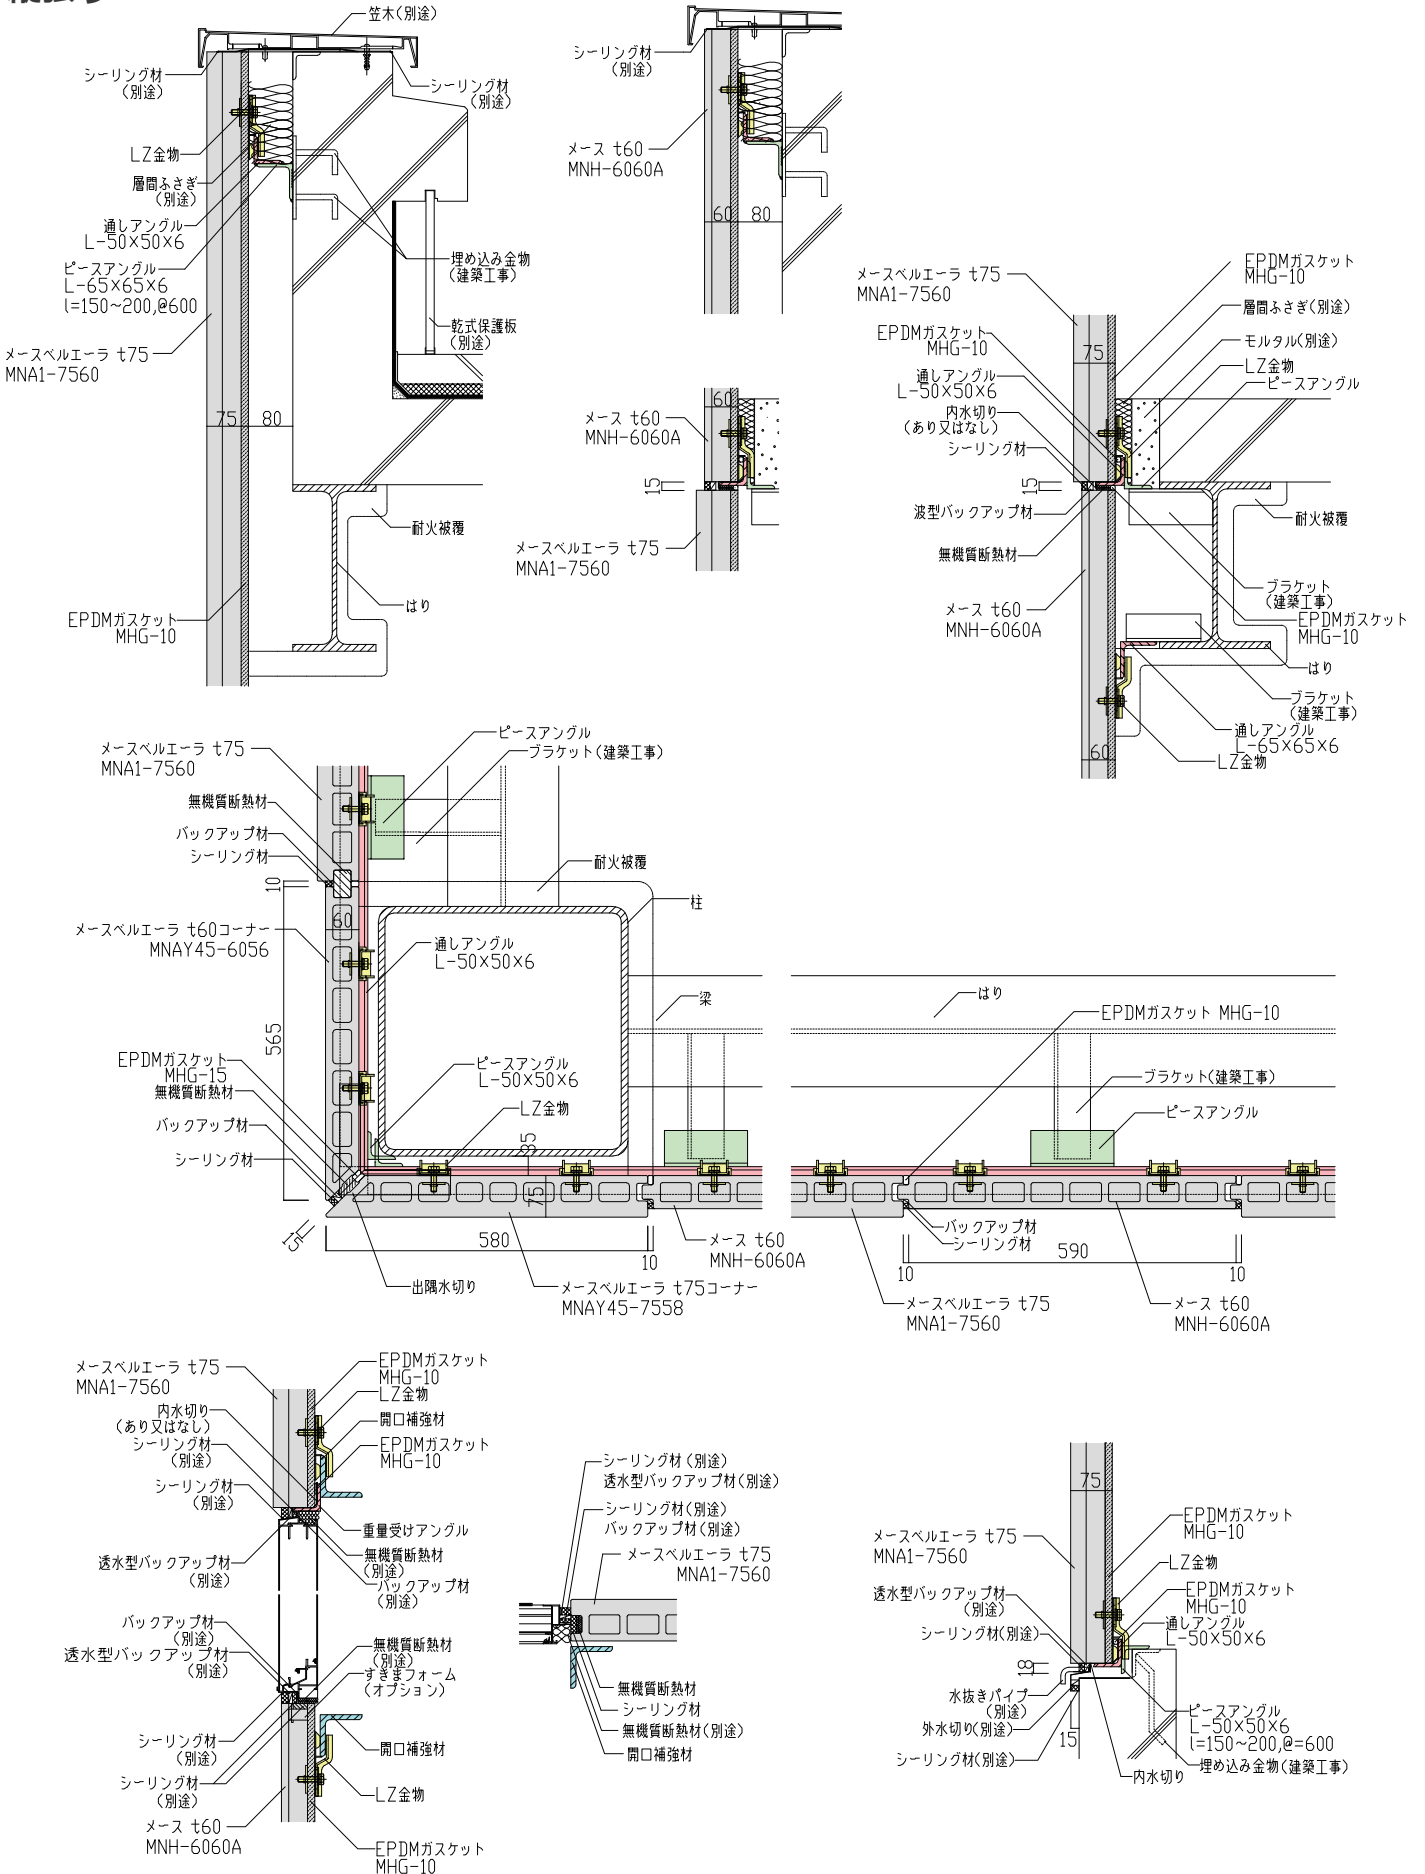 笠木(別途)
シーリング材
(別途)
シーリング材
(別途)
LZ金物
層間ふさぎ
(別途)
通しアングル
L-50×50×6
ピースアングル
L-65×65×6
l=150~200,@600
メースベルエーラ t75
MNA1-7560
埋め込み金物
(建築工事)
乾式保護板
(別途)
75
80
耐火被覆
はり
EPDMガスケット
MHG-10
シーリング材
(別途)
メース t60
MNH-6060A
60
80
60
メース t60
MNH-6060A
15
メースベルエーラ t75
MNA1-7560
メースベルエーラ t75
MNA1-7560
EPDMガスケット
MHG-10
通しアングル
L-50×50×6
内水切り
(あり又はなし)
シーリング材
15
波型バックアップ材
無機質断熱材
メース t60
MNH-6060A
75
EPDMガスケット
MHG-10
層間ふさぎ(別途)
モルタル(別途)
LZ金物
ピースアングル
耐火被覆
ブラケット
(建築工事)
EPDMガスケット
MHG-10
はり
ブラケット
(建築工事)
通しアングル
L-65×65×6
LZ金物
60
メースベルエーラ t75
MNA1-7560
無機質断熱材
バックアップ材
シーリング材
10
60
メースベルエーラ t60コーナー
MNAY45-6056
565
EPDMガスケット
MHG-15
無機質断熱材
バックアップ材
シーリング材
15
ピースアングル
ブラケット(建築工事)
耐火被覆
柱
通しアングル
L-50×50×6
梁
ピースアングル
L-50×50×6
LZ金物
35
75
580
10
出隅水切り
メースベルエーラ t75コーナー
MNAY45-7558
メース t60
MNH-6060A
はり
EPDMガスケット MHG-10
ブラケット(建築工事)
ピースアングル
バックアップ材
シーリング材
590
10
10
メースベルエーラ t75
MNA1-7560
メース t60
MNH-6060A
メースベルエーラ t75
MNA1-7560
内水切り
(あり又はなし)
シーリング材
(別途)
シーリング材
(別途)
透水型バックアップ材
(別途)
バックアップ材
(別途)
透水型バックアップ材
(別途)
シーリング材
(別途)
シーリング材
(別途)
メース t60
MNH-6060A
EPDMガスケット
MHG-10
LZ金物
開口補強材
EPDMガスケット
MHG-10
重量受けアングル
無機質断熱材
(別途)
バックアップ材
(別途)
無機質断熱材
(別途)
すきまフォーム
(オプション)
開口補強材
LZ金物
EPDMガスケット
MHG-10
シーリング材(別途)
透水型バックアップ材(別途)
シーリング材(別途)
バックアップ材(別途)
メースベルエーラ t75
MNA1-7560
無機質断熱材
シーリング材
無機質断熱材(別途)
開口補強材
75
メースベルエーラ t75
MNA1-7560
透水型バックアップ材
(別途)
シーリング材(別途)
18
水抜きパイプ
(別途)
外水切り(別途)
シーリング材(別途)
15
EPDMガスケット
MHG-10
LZ金物
EPDMガスケット
MHG-10
通しアングル
L-50×50×6
ピースアングル
L-50×50×6
l=150~200,@=600
埋め込み金物(建築工事)
内水切り